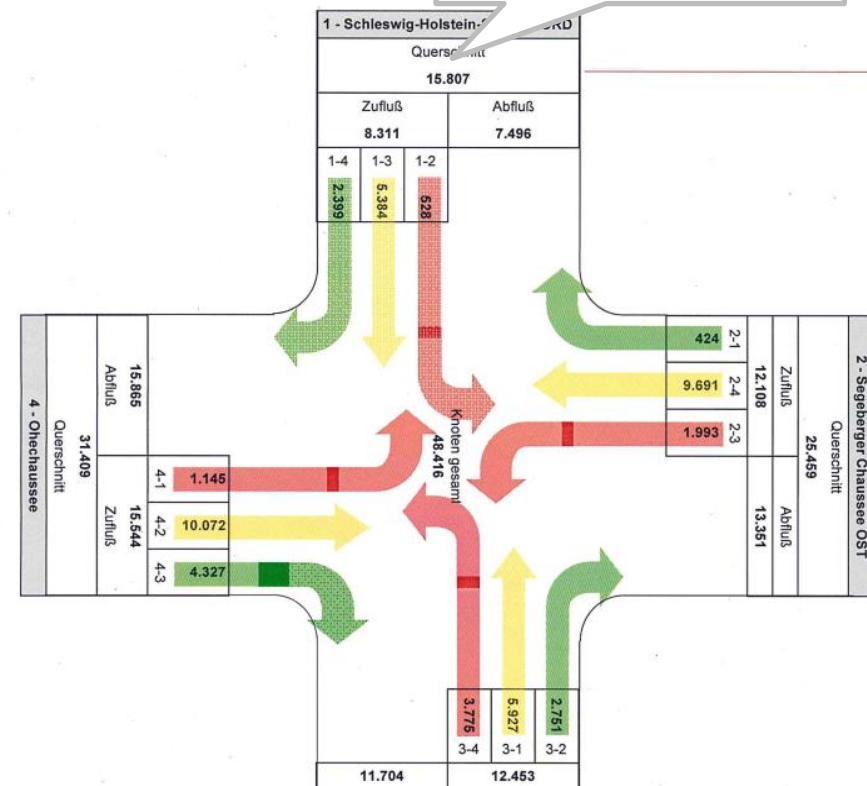 1 - Schleswig-Holstein-
Querschnitt
15.807
Zufluß
Abfluß
8.311
7.496
1-4
1-3
1-2
2.399
5.384
528
4 - Ohechaussee
Querschnitt
31.409
Abfluß
15.865
Zufluß
15.544
4-1
1.145
4-2
10.072
4-3
4.327
Knoten gesamt
48.416
424
2-1
9.691
2-4
1.993
2-3
Zufluß
12.108
Abfluß
13.351
Querschnitt
25.459
2 - Segeberger Chaussee OST
3.775
5.927
2.751
3-4
3-1
3-2
11.704
12.453